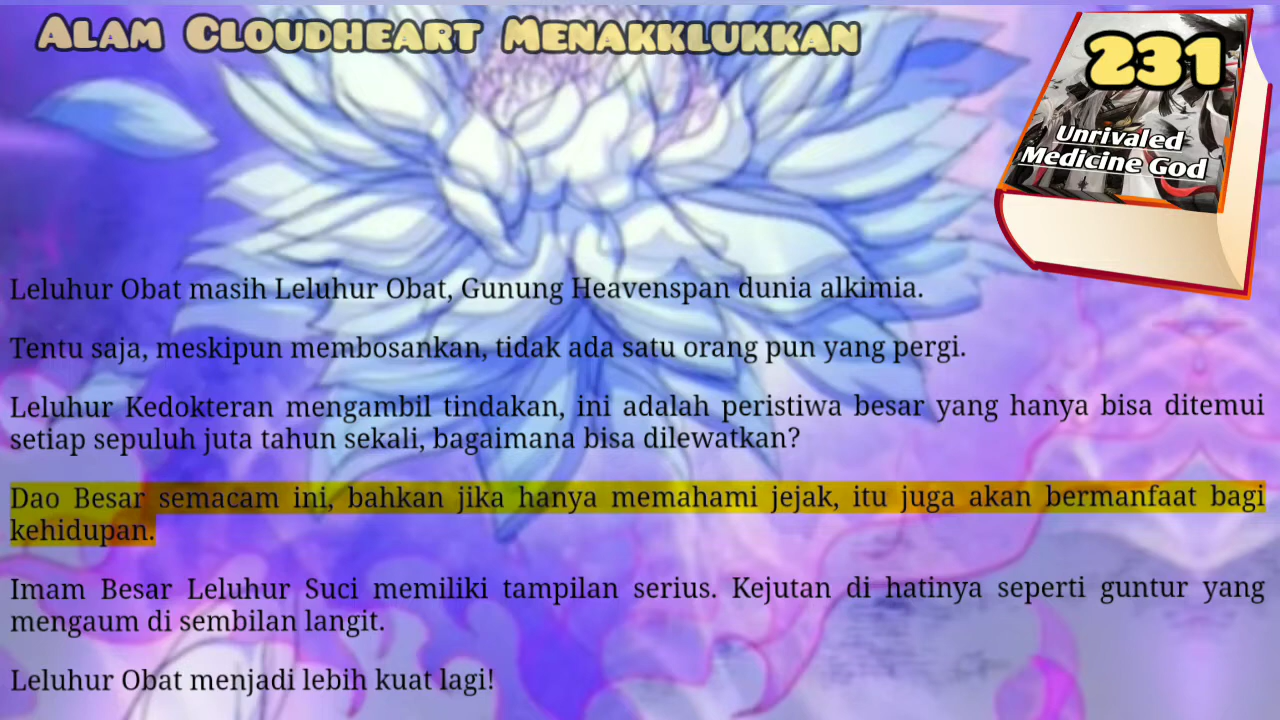 Alam Cloudheart Menakklukkan
231
Unrivaled
Medicine God
Leluhur Obat masih Leluhur Obat, Gunung Heavenspan dunia alkimia.
Tentu saja, meskipun membosankan, tidak ada satu orang pun yang pergi.
Leluhur Kedokteran mengambil tindakan, ini adalah peristiwa besar yang hanya bisa ditemui
setiap sepuluh juta tahun sekali, bagaimana bisa dilewatkan?
Dao Besar semacam ini, bahkan jika hanya memahami jejak, itu juga akan bermanfaat bagi
kehidupan.
Imam Besar Leluhur Suci memiliki tampilan serius. Kejutan di hatinya seperti guntur yang
mengaum di sembilan langit.
Leluhur Obat menjadi lebih kuat lagi!